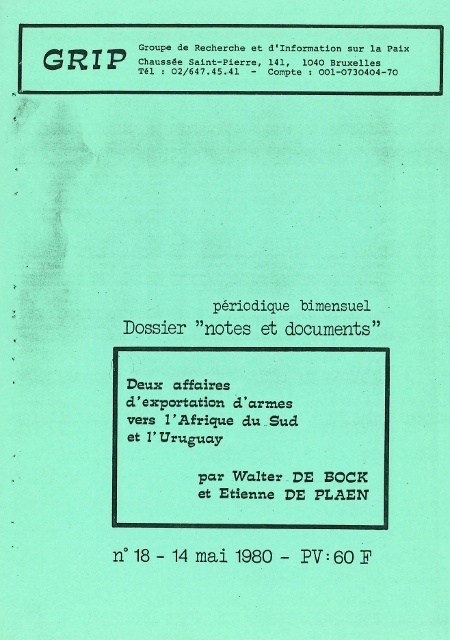 GRIP
Groupe de Recherche et d'Information sur la Paix
Chaussée Saint-Pierre, 141, 1040 Bruxelles
Tél : 02/647.45.41 - Compte : 001-0730404-70
périodique bimensuel
Dossier "notes et documents"
Deux affaires
d'exportation d'armes
vers l'Afrique du Sud
et l'Uruguay
par Walter DE BOCK
et Etienne DE PLAEN
n° 18 - 14 mai 1980 - PV: 60 F